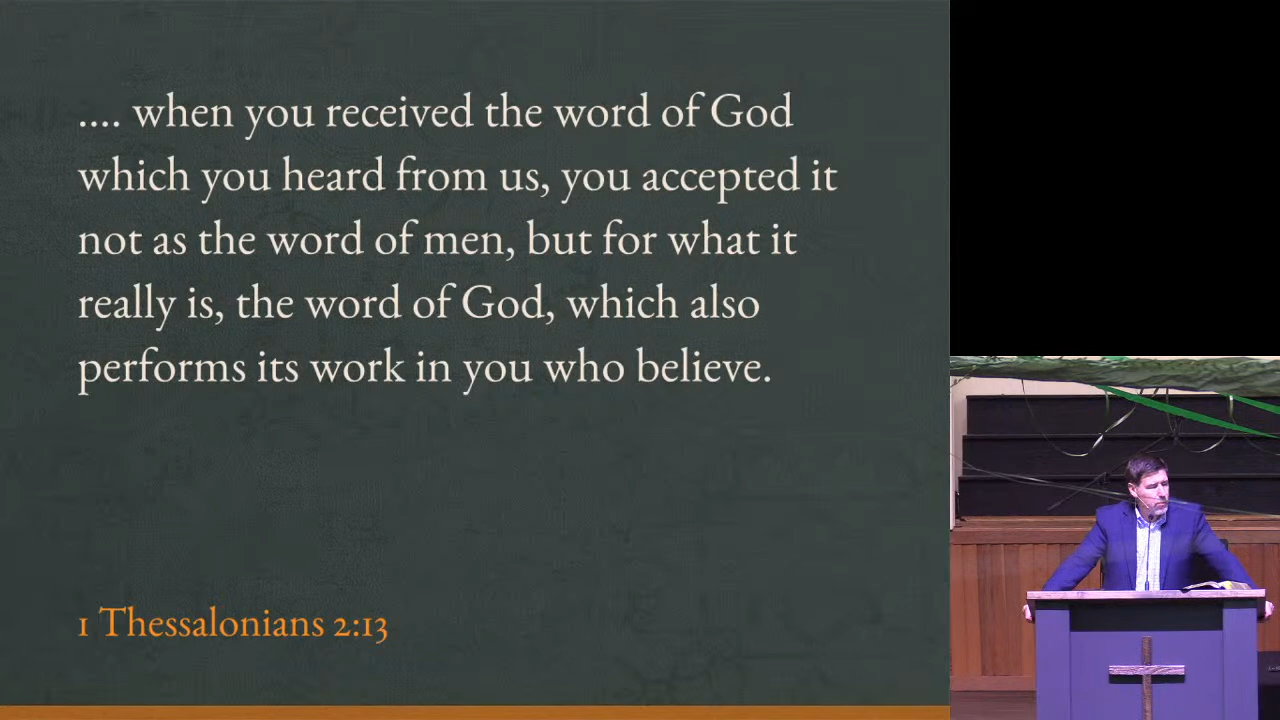 .... when you received the word of God
which you heard from us, you accepted it
not as the word of men, but for what it
really is, the word of God, which also
performs its work in you who believe.
1 Thessalonians 2:13